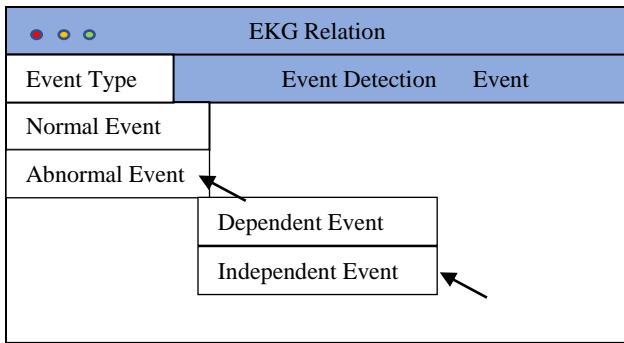 EKG Relation
Event Type Event Detection Event
Normal Event
Abnormal Event
Dependent Event
Independent Event